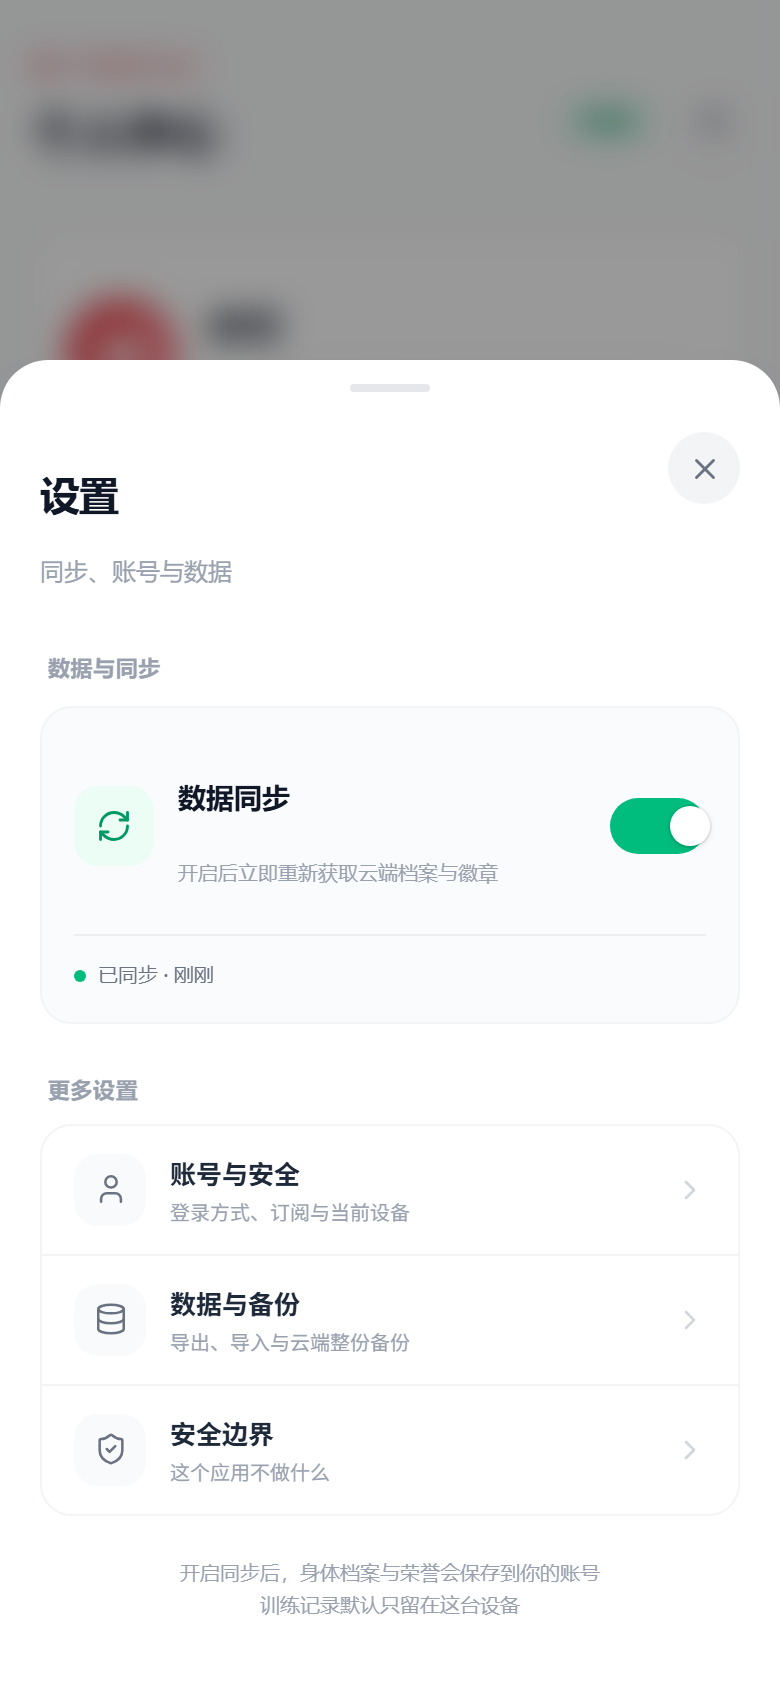 设置
同步、账号与数据
数据与同步
数据同步
开启后立即重新获取云端档案与徽章
已同步 · 刚刚
更多设置
账号与安全
登录方式、订阅与当前设备
数据与备份
导出、导入与云端整份备份
安全边界
这个应用不做什么
开启同步后，身体档案与荣誉会保存到你的账号
训练记录默认只留在这台设备